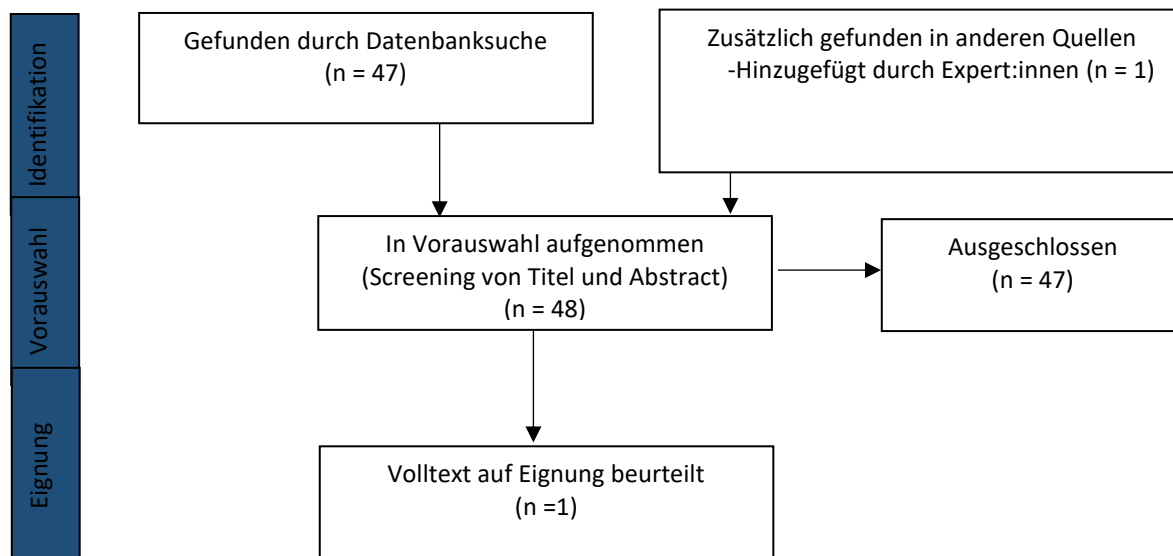 Identifikation
Gefunden durch Datenbanksuche
(n = 47)
Zusätzlich gefunden in anderen Quellen
-Hinzugefügt durch Expert:innen (n = 1)
Vorauswahl
In Vorauswahl aufgenommen
(Screening von Titel und Abstract)
(n = 48)
Ausgeschlossen
(n = 47)
Eignung
Volltext auf Eignung beurteilt
(n =1)